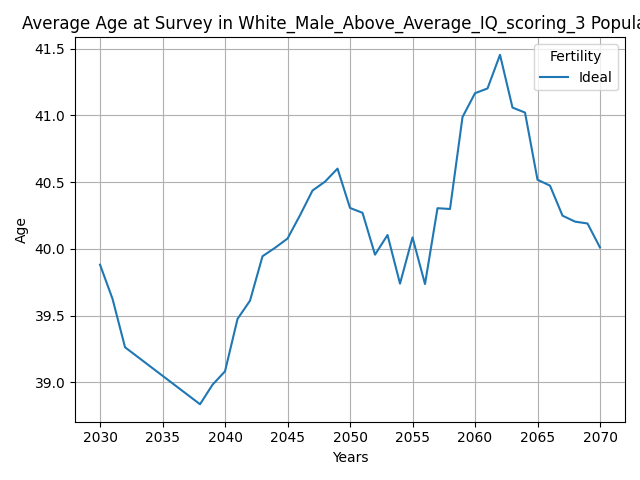 Average Age at Survey in White_Male_Above_Average_IQ_scoring_3 Popula
41.5
41.0
40.5
40.0
39.5
39.0
Age
Fertility
Ideal
2030 2035 2040 2045 2050 2055 2060 2065 2070
Years